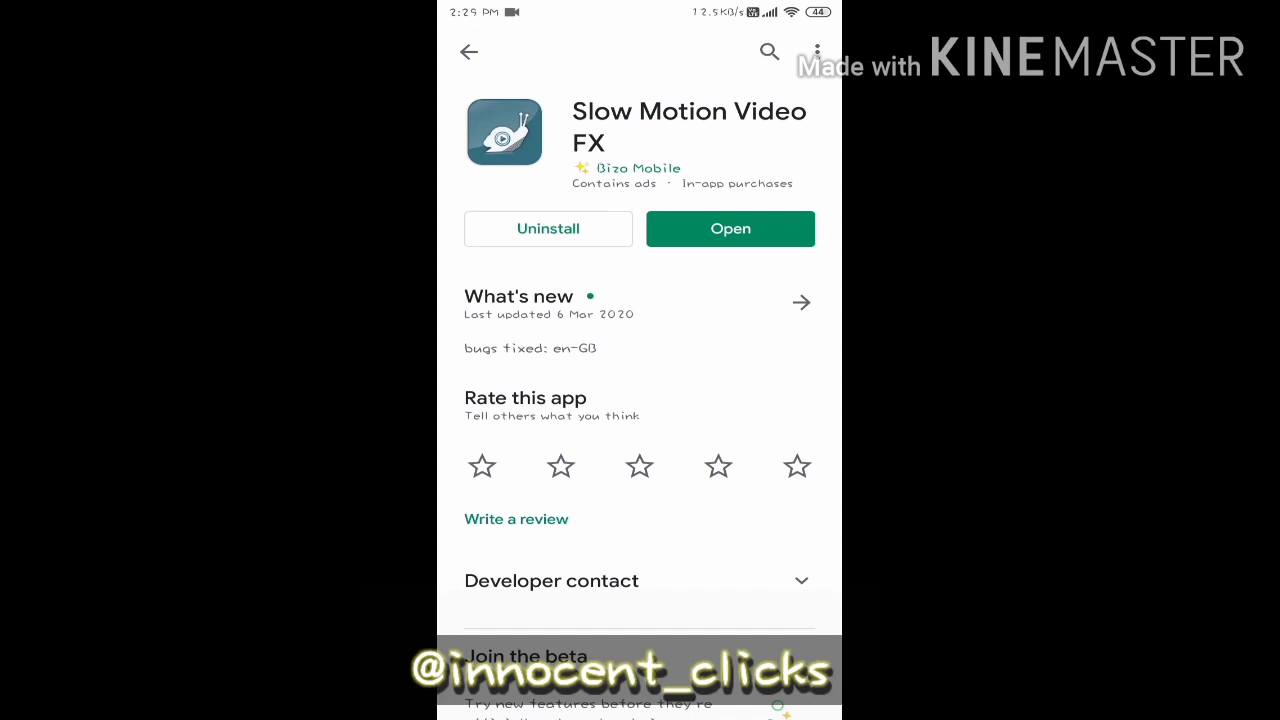 2:29 PM 12.5KB/s 44
Made with KINEMASTER
Slow Motion Video
FX
Bizo Mobile
Contains ads · In-app purchases
Uninstall Open
What's new
Last updated 6 Mar 2020
bugs fixed: en-GB
Rate this app
Tell others what you think
Write a review
Developer contact
Join the beta
@innocent_clicks
Try new features before they're